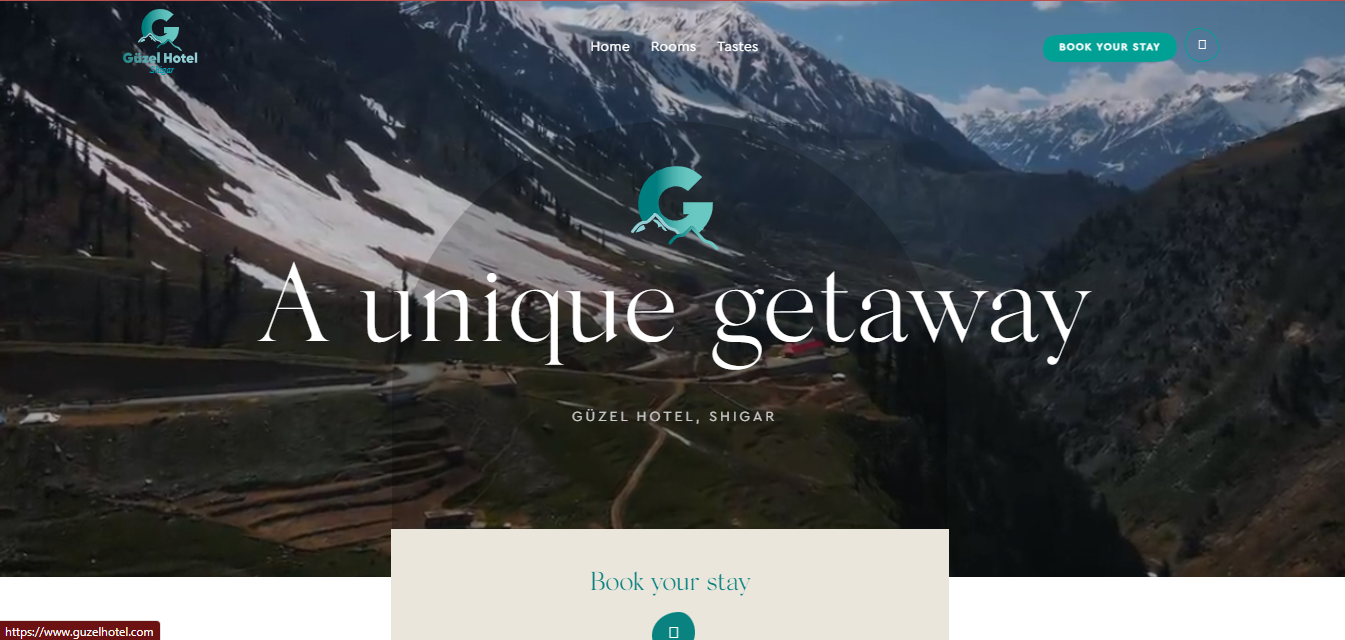 Güzel Hotel
Shigar
Home Rooms Tastes
BOOK YOUR STAY
A unique getaway
GÜZEL HOTEL, SHIGAR
Book your stay
https://www.guzelhotel.com